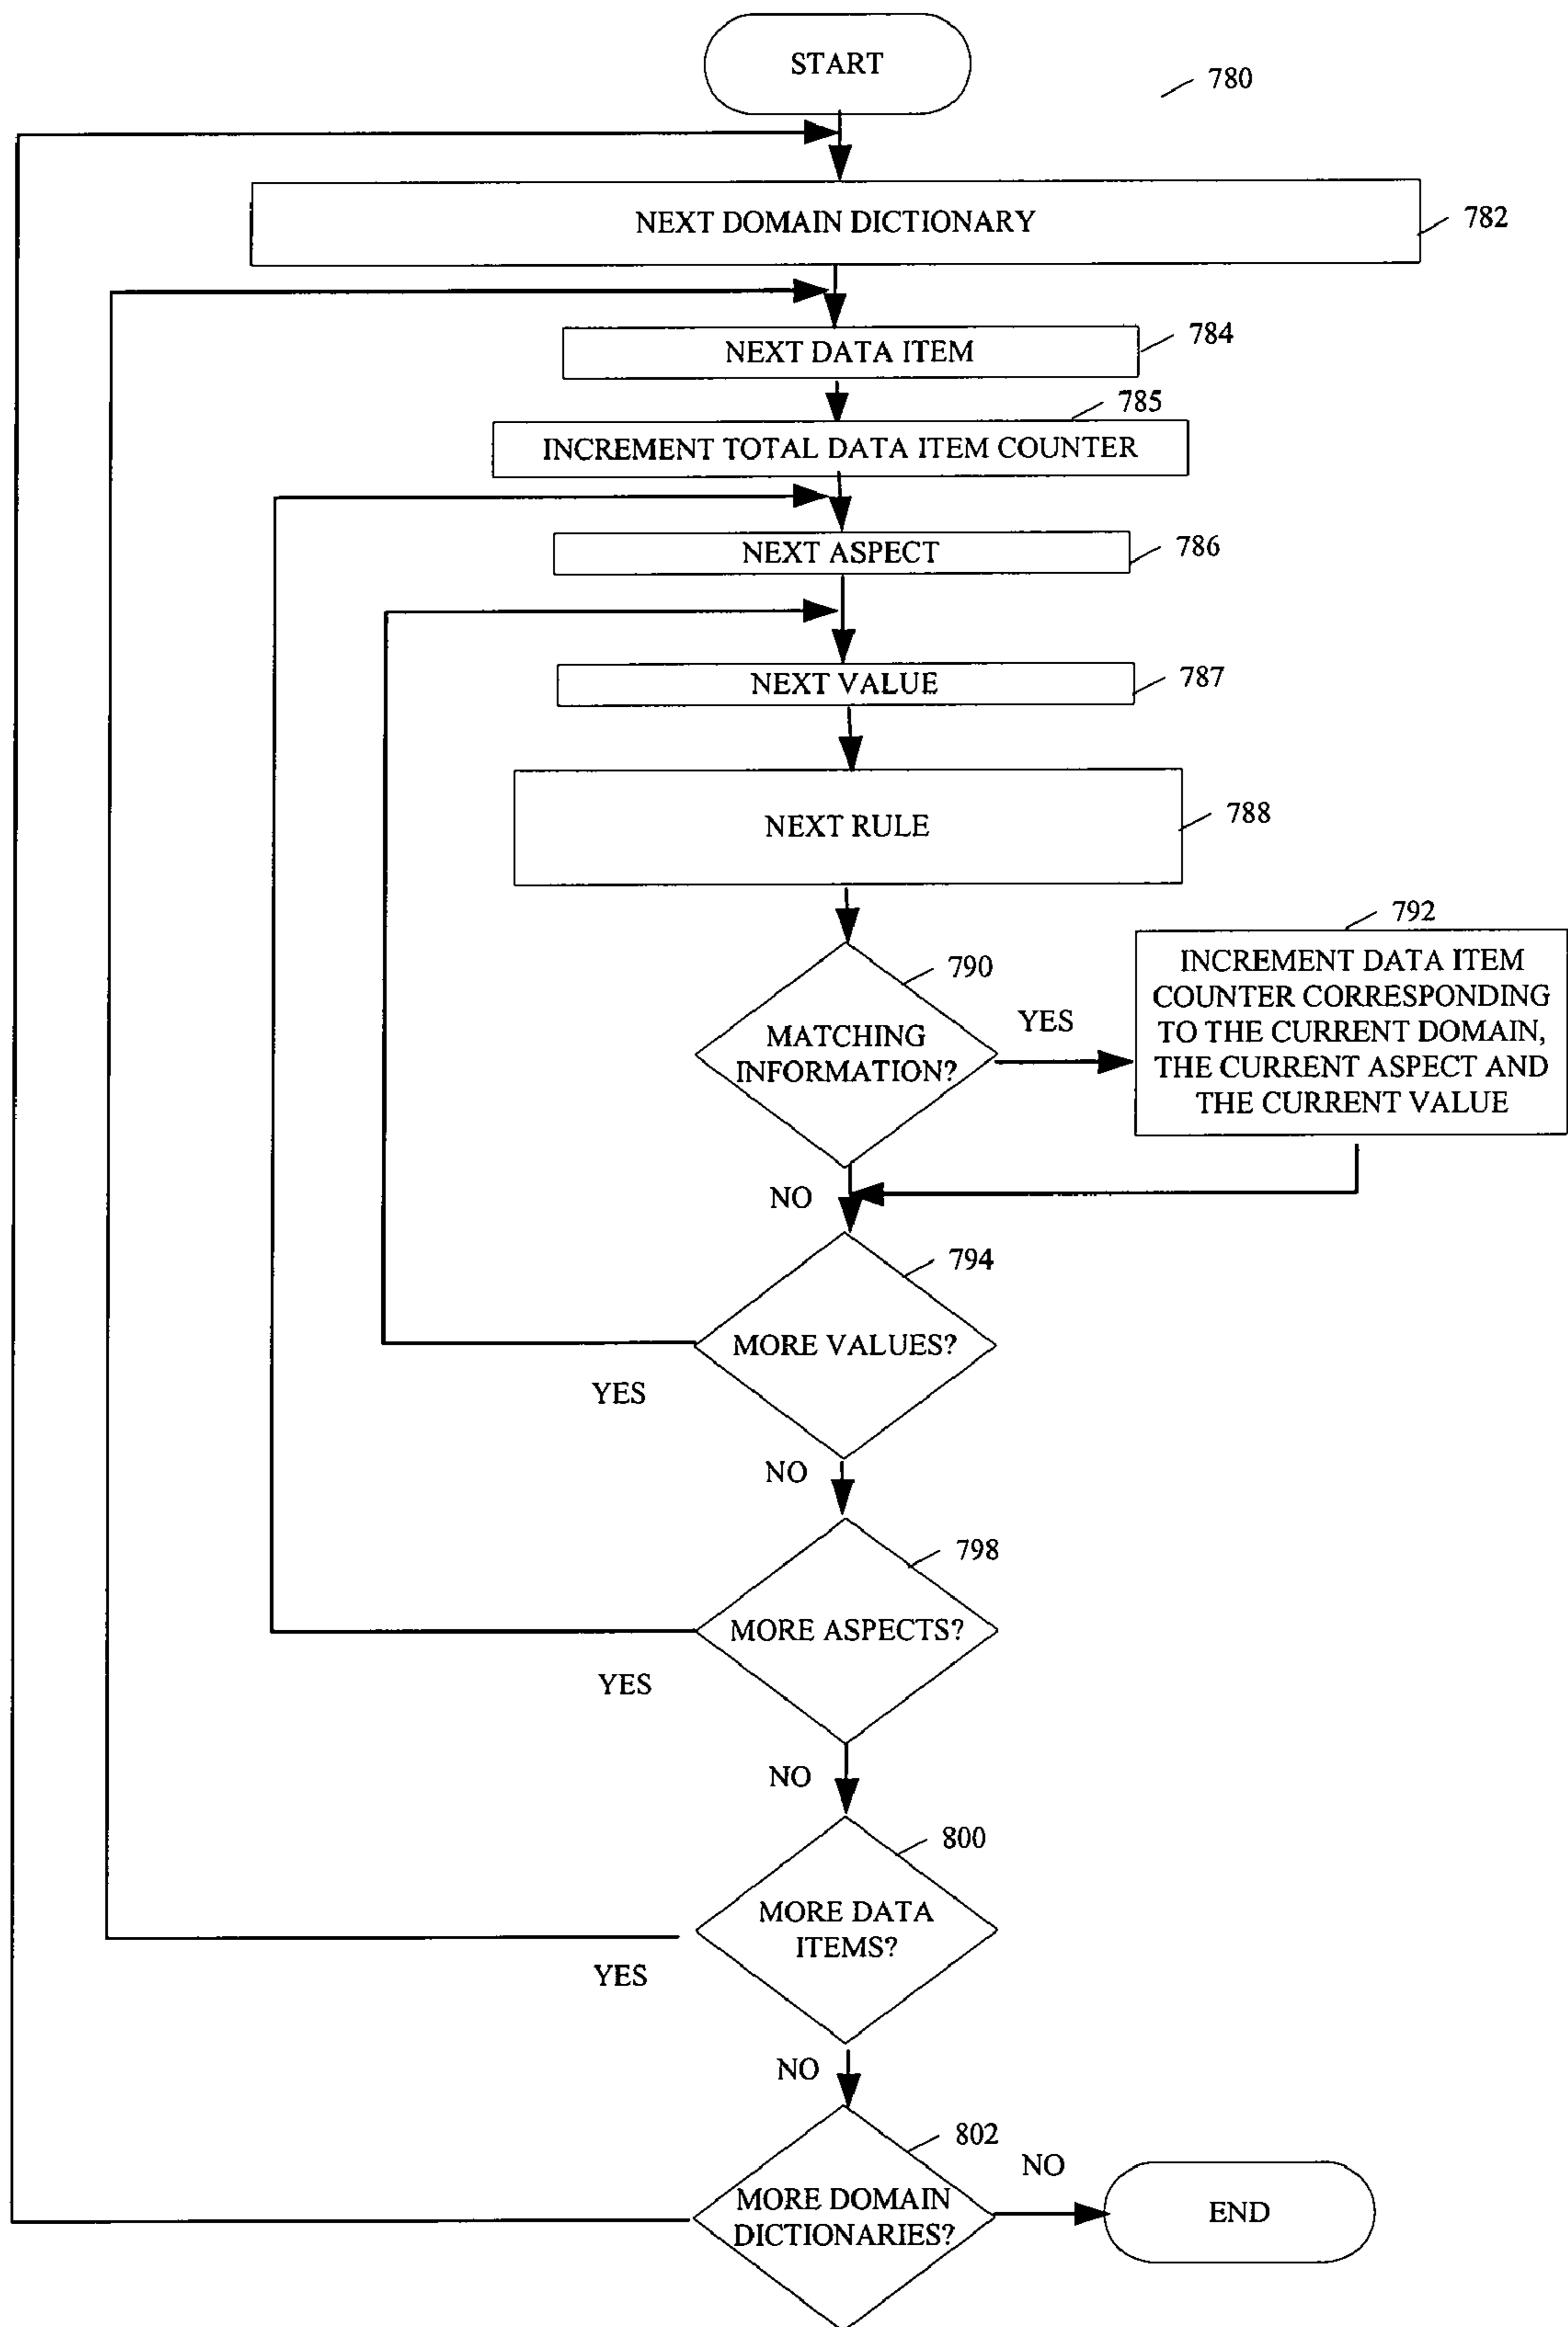 START
780
NEXT DOMAIN DICTIONARY
782
NEXT DATA ITEM
784
785
INCREMENT TOTAL DATA ITEM COUNTER
NEXT ASPECT
786
NEXT VALUE
787
NEXT RULE
788
790
MATCHING
INFORMATION?
YES
792
INCREMENT DATA ITEM
COUNTER CORRESPONDING
TO THE CURRENT DOMAIN,
THE CURRENT ASPECT AND
THE CURRENT VALUE
NO
794
MORE VALUES?
YES
NO
798
MORE ASPECTS?
YES
NO
800
MORE DATA
ITEMS?
YES
NO
802
MORE DOMAIN
DICTIONARIES?
NO
END